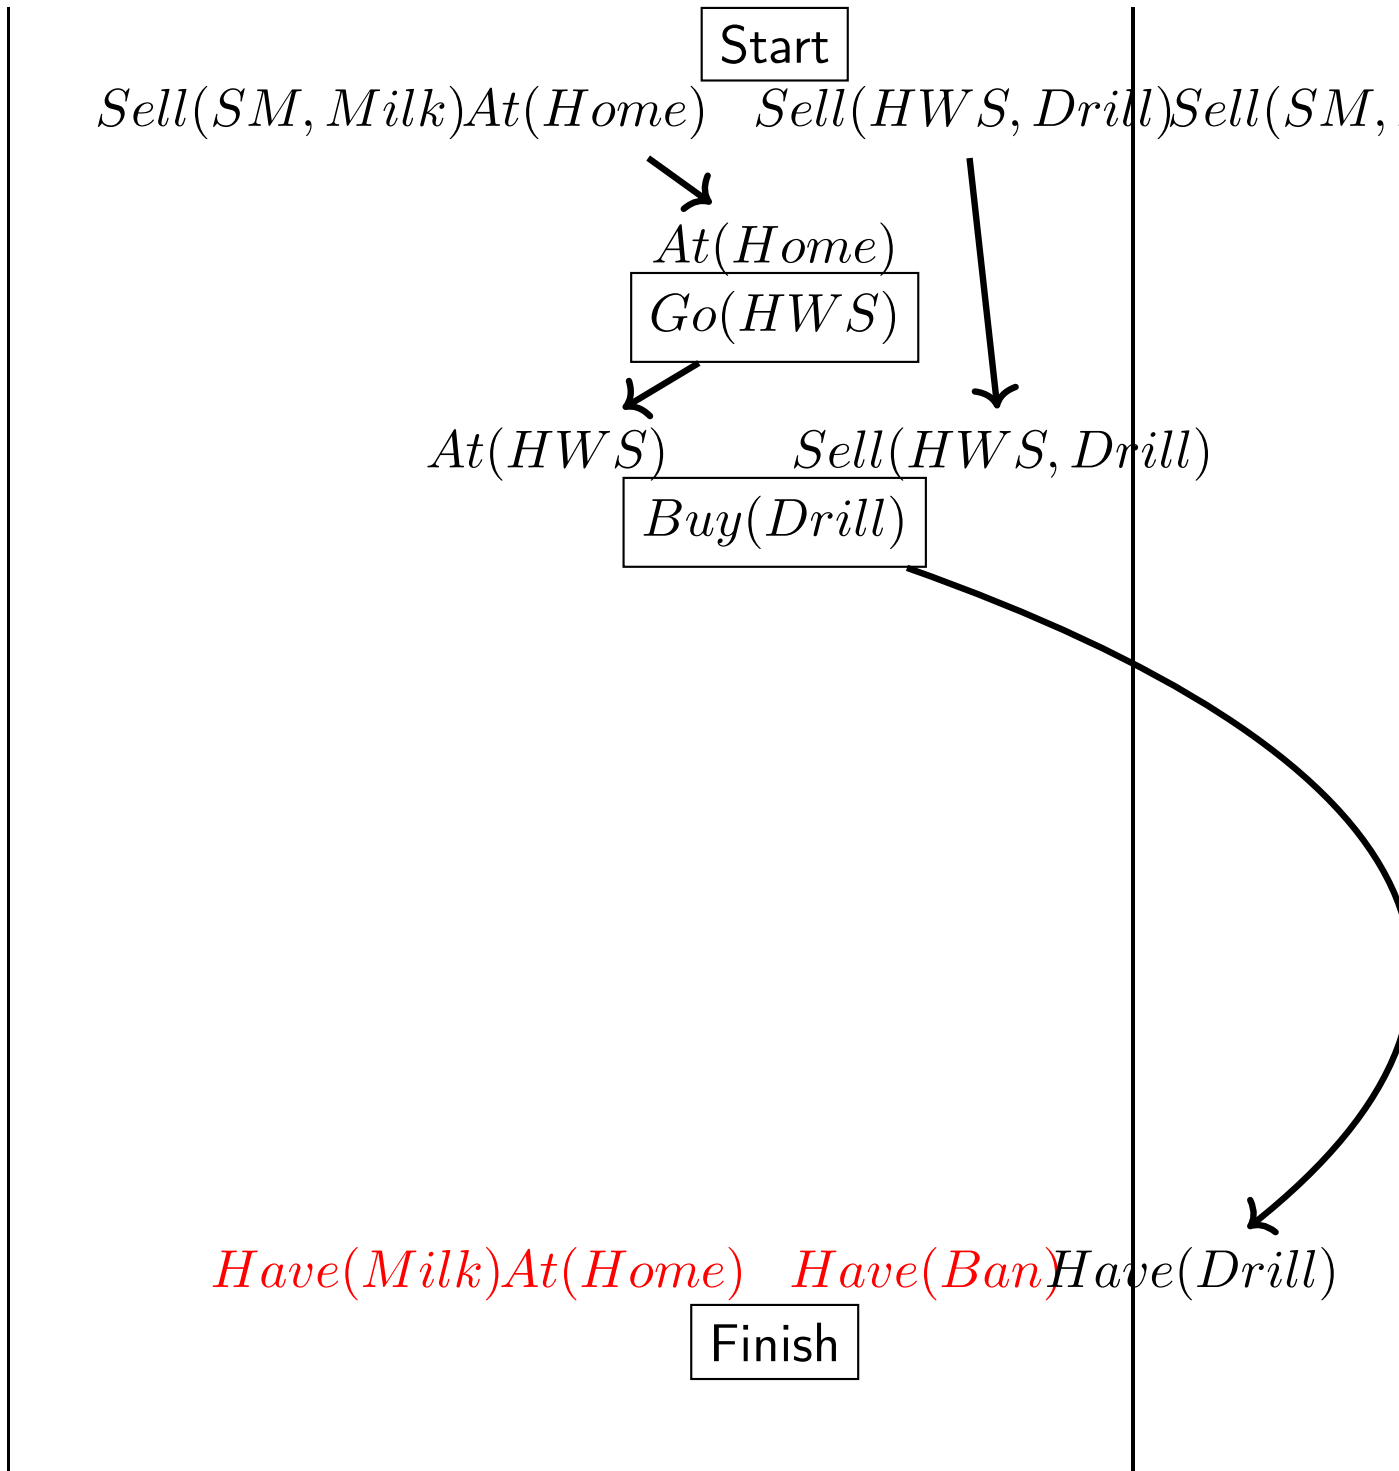 Start
Sell(SM, Milk)At(Home) Sell(HWS, Drill)Sell(SM,
At(Home)
Go(HWS)
At(HWS) Sell(HWS, Drill)
Buy(Drill)
Have(Milk)At(Home) Have(Ban)Have(Drill)
Finish